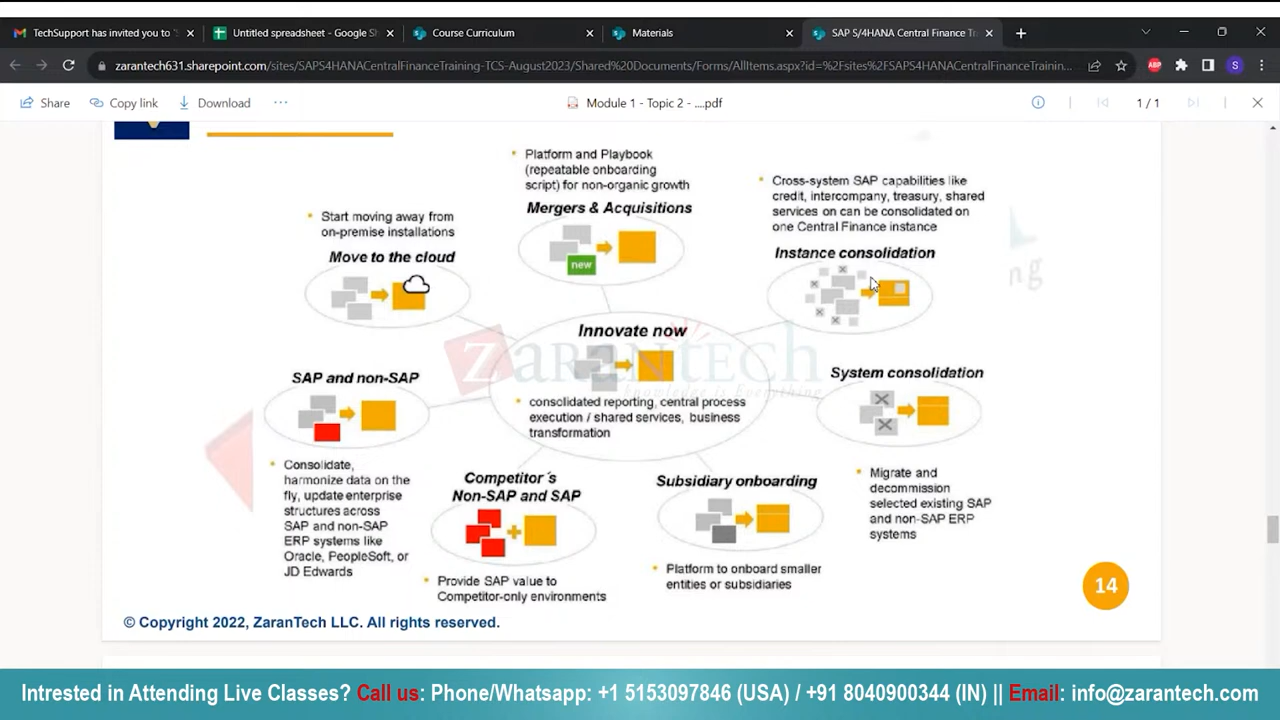 TechSupport has invited you to
Untitled spreadsheet - Google S
Course Curriculum
Materials
SAP S/4HANA Central Finance Tr
zarantech631.sharepoint.com/sites/SAPS4HANACentralFinanceTraining-TCS-August2023/Shared%20Documents/Forms/AllItems.aspx?id=%2Fsites%2FSAPS4HANACentralFinanceTrainin...
ABP
S
Share
Copy link
Download
Module 1 - Topic 2 - ....pdf
1 / 1
Platform and Playbook
(repeatable onboarding
script) for non-organic growth
Mergers & Acquisitions
new
Cross-system SAP capabilities like
credit, intercompany, treasury, shared
services on can be consolidated on
one Central Finance instance
Instance consolidation
Start moving away from
on-premise installations
Move to the cloud
Innovate now
consolidated reporting, central process
execution / shared services, business
transformation
zarantech
Knowledge is Everything
SAP and non-SAP
Consolidate,
harmonize data on the
fly, update enterprise
structures across
SAP and non-SAP
ERP systems like
Oracle, PeopleSoft, or
JD Edwards
System consolidation
Migrate and
decommission
selected existing SAP
and non-SAP ERP
systems
Competitor´s
Non-SAP and SAP
Provide SAP value to
Competitor-only environments
Subsidiary onboarding
Platform to onboard smaller
entities or subsidiaries
14
© Copyright 2022, ZaranTech LLC. All rights reserved.
Intrested in Attending Live Classes? Call us: Phone/Whatsapp: +1 5153097846 (USA) / +91 8040900344 (IN) || Email: info@zarantech.com